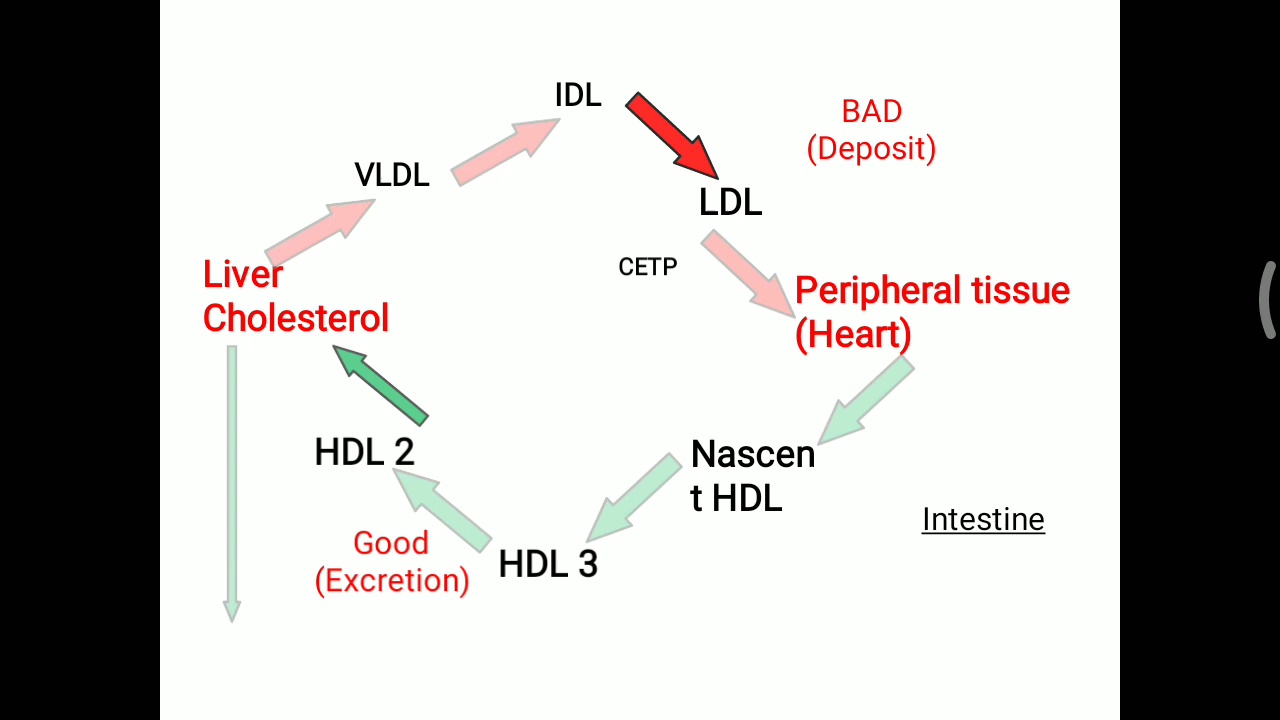 IDL
BAD
(Deposit)
VLDL
LDL
CETP
Liver
Cholesterol
Peripheral tissue
(Heart)
HDL 2
Nascen
t HDL
Intestine
Good
(Excretion)
HDL 3